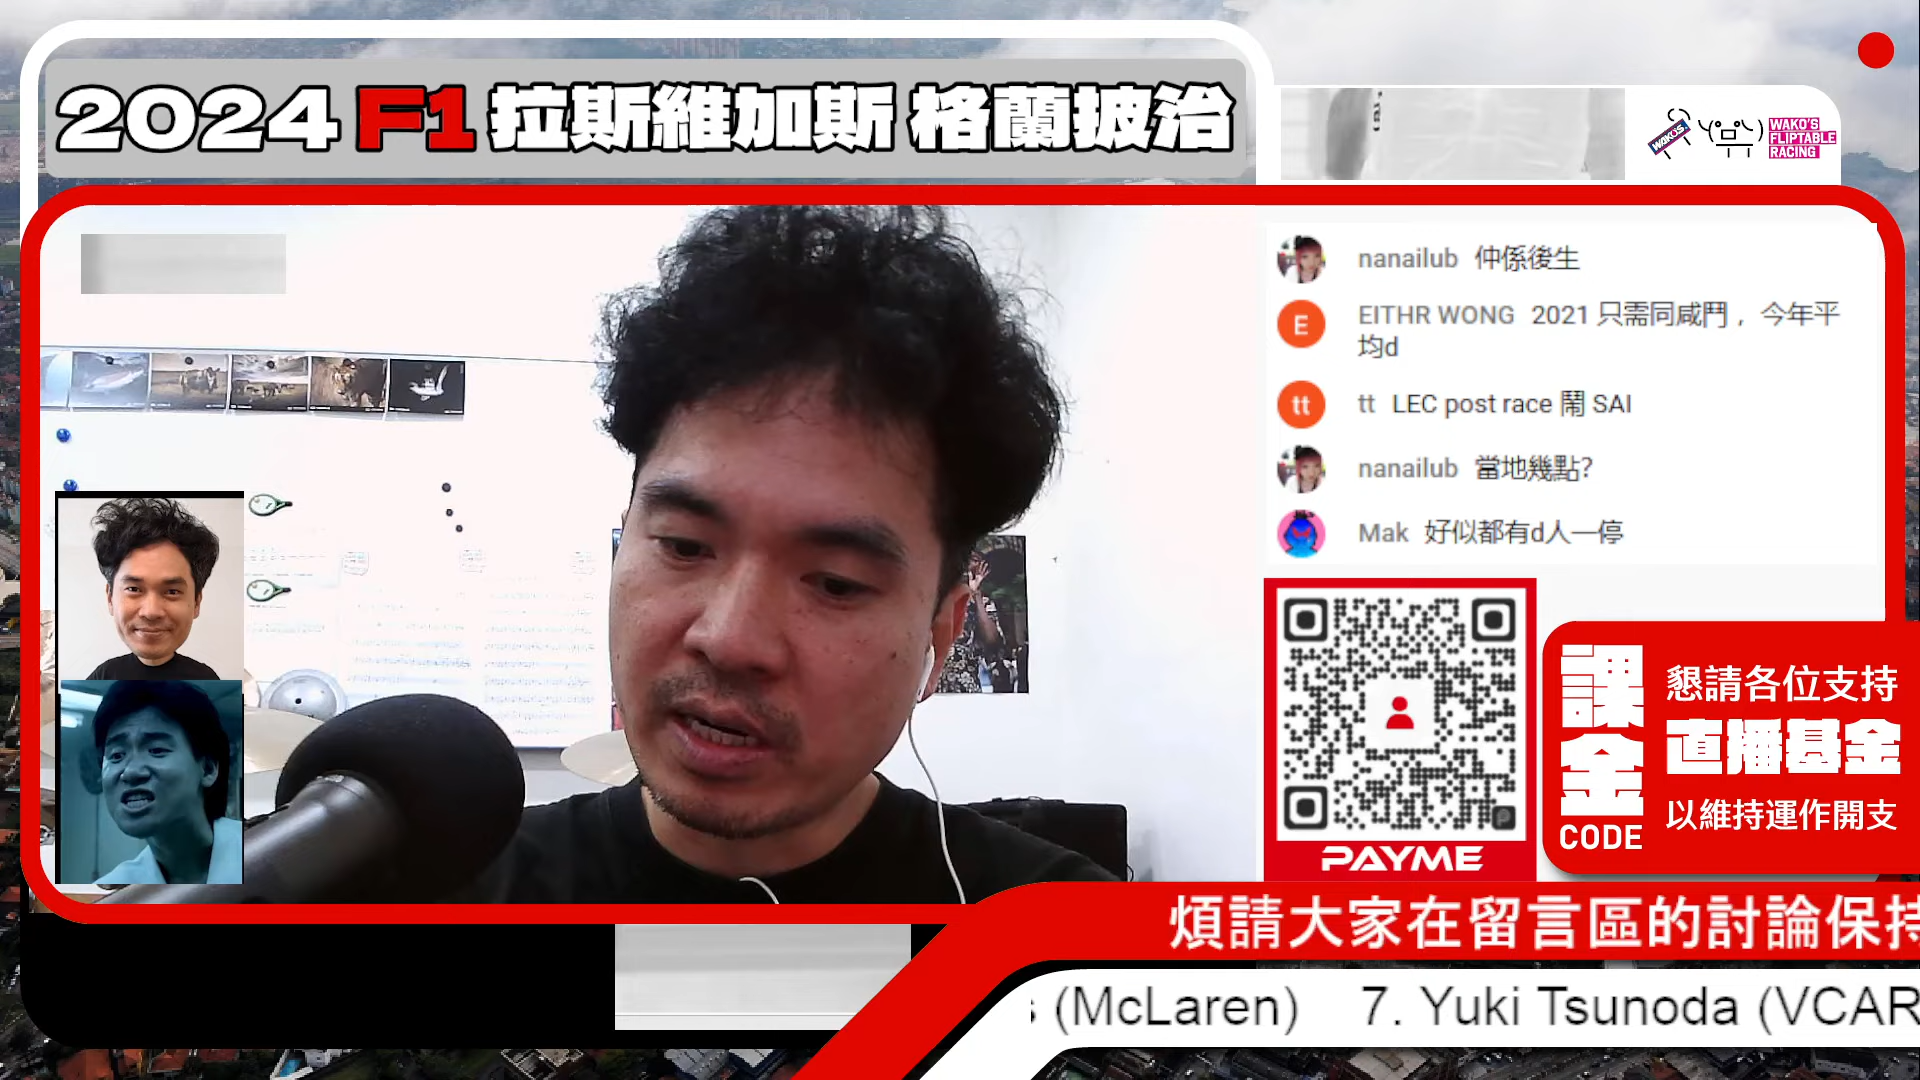 2024 F1 拉斯維加斯 格蘭披治
WAKO'S
WAKO'S
FLIPTABLE
RACING
nanailub 仲係後生
E
EITHR WONG 2021 只需同咸鬥，今年平
均d
tt
tt LEC post race 鬧 SAI
nanailub 當地幾點？
Mak 好似都有d人一停
PAYME
課金
CODE
懇請各位支持
直播基金
以維持運作開支
煩請大家在留言區的討論保持
s (McLaren) 7. Yuki Tsunoda (VCAR